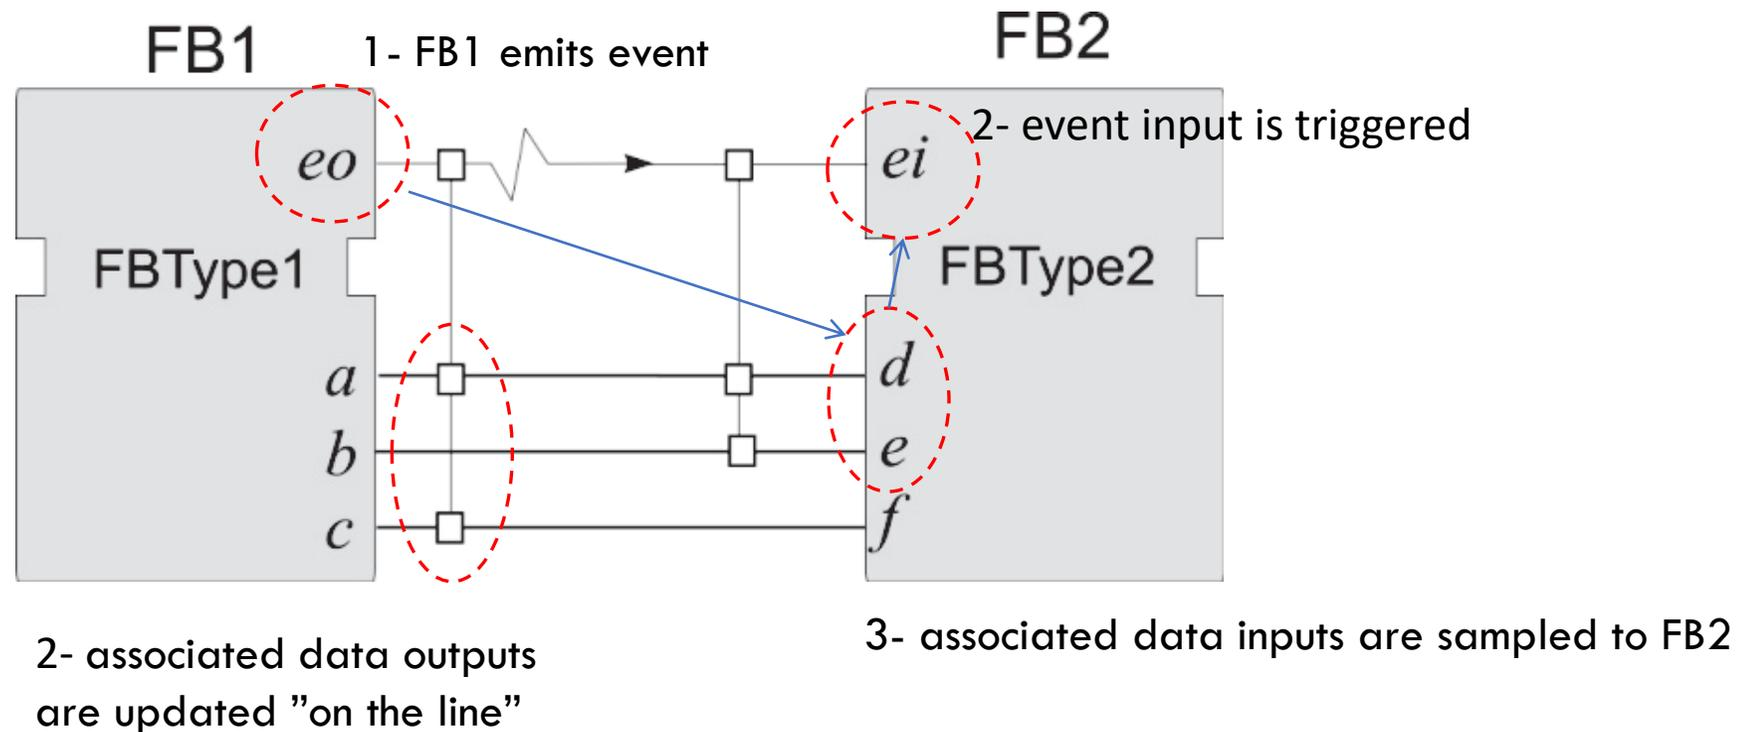 FB1
1- FB1 emits event
FB2
2- event input is triggered
eo
ei
FBType1
FBType2
a
d
b
e
c
f
2- associated data outputs
are updated ”on the line”
3- associated data inputs are sampled to FB2